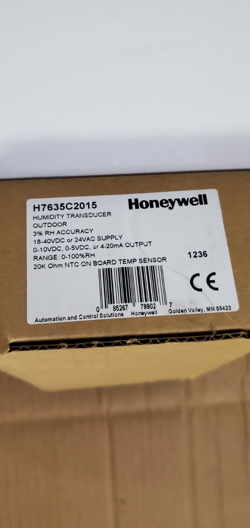 H7635C2015
Honeywell
HUMIDITY TRANSDUCER
OUTDOOR
3% RH ACCURACY
18-40VDC or 24VAC SUPPLY
0-10VDC, 0-5VDC, or 4-20mA OUTPUT
RANGE: 0-100%RH
1236
20K Ohm NTC ON BOARD TEMP SENSOR
CE
0 85267 79902 7
Automation and Control Solutions Honeywell Golden Valley, MN 55422